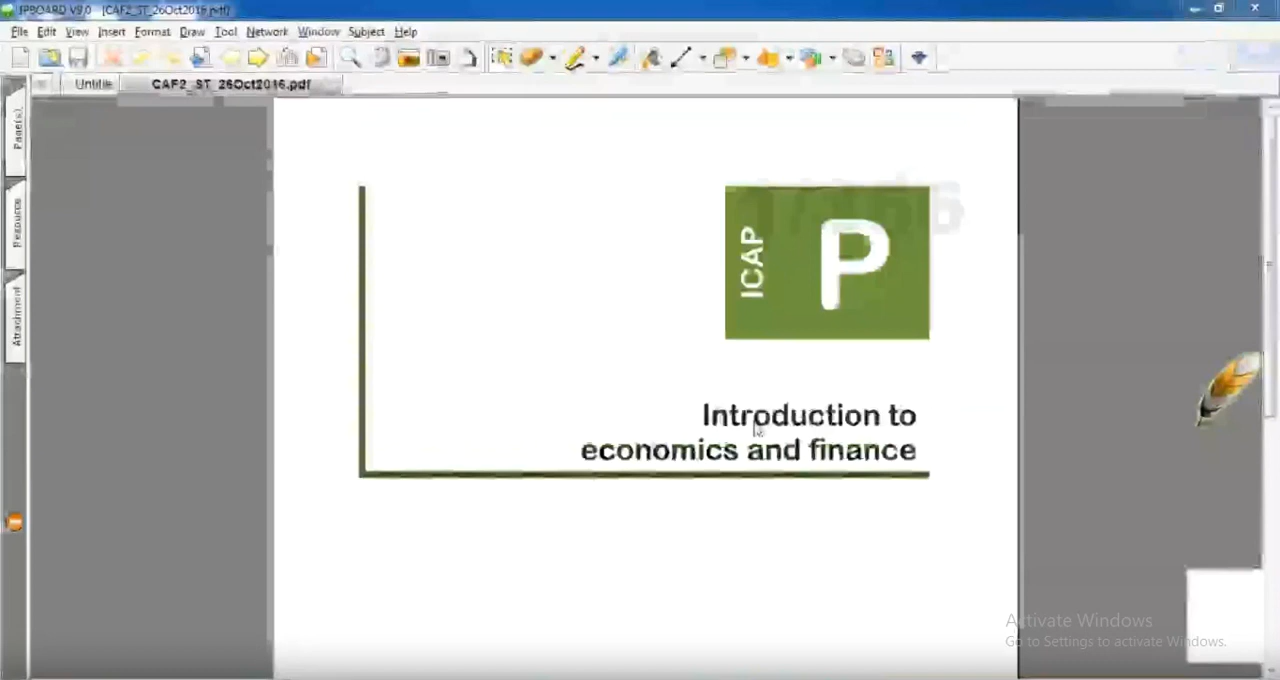 IPBOARD V9.0 [CAF2_ST_26Oct2016.pdf]
File Edit View Insert Format Draw Tool Network Window Subject Help
Untitle CAF2_ST_26Oct2016.pdf
Page(s)
Resource
Attachment
ICAP
P
Introduction to
economics and finance
Activate Windows
Go to Settings to activate Windows.